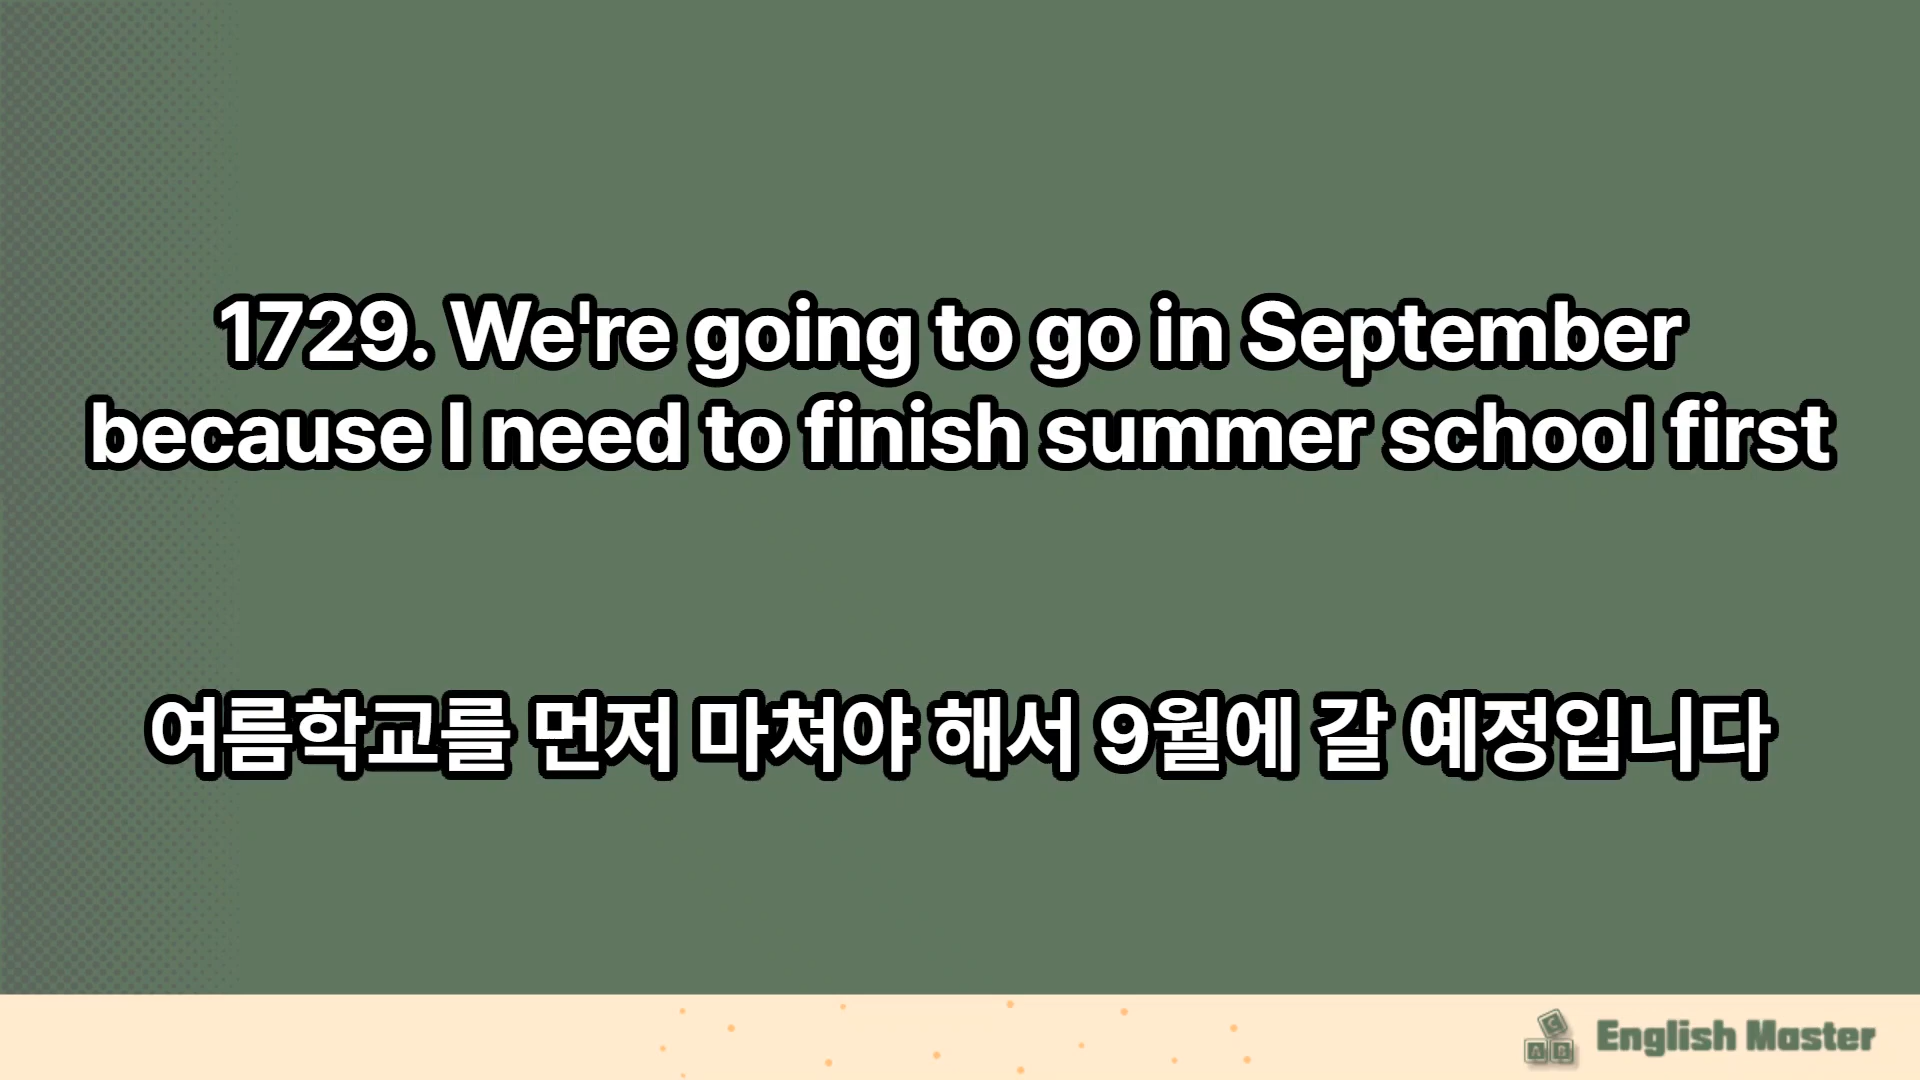 1729. We're going to go in September
because I need to finish summer school first
여름학교를 먼저 마쳐야 해서 9월에 갈 예정입니다
C
A B
English Master